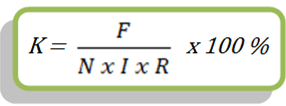 K = F / N x I x R x 100 %